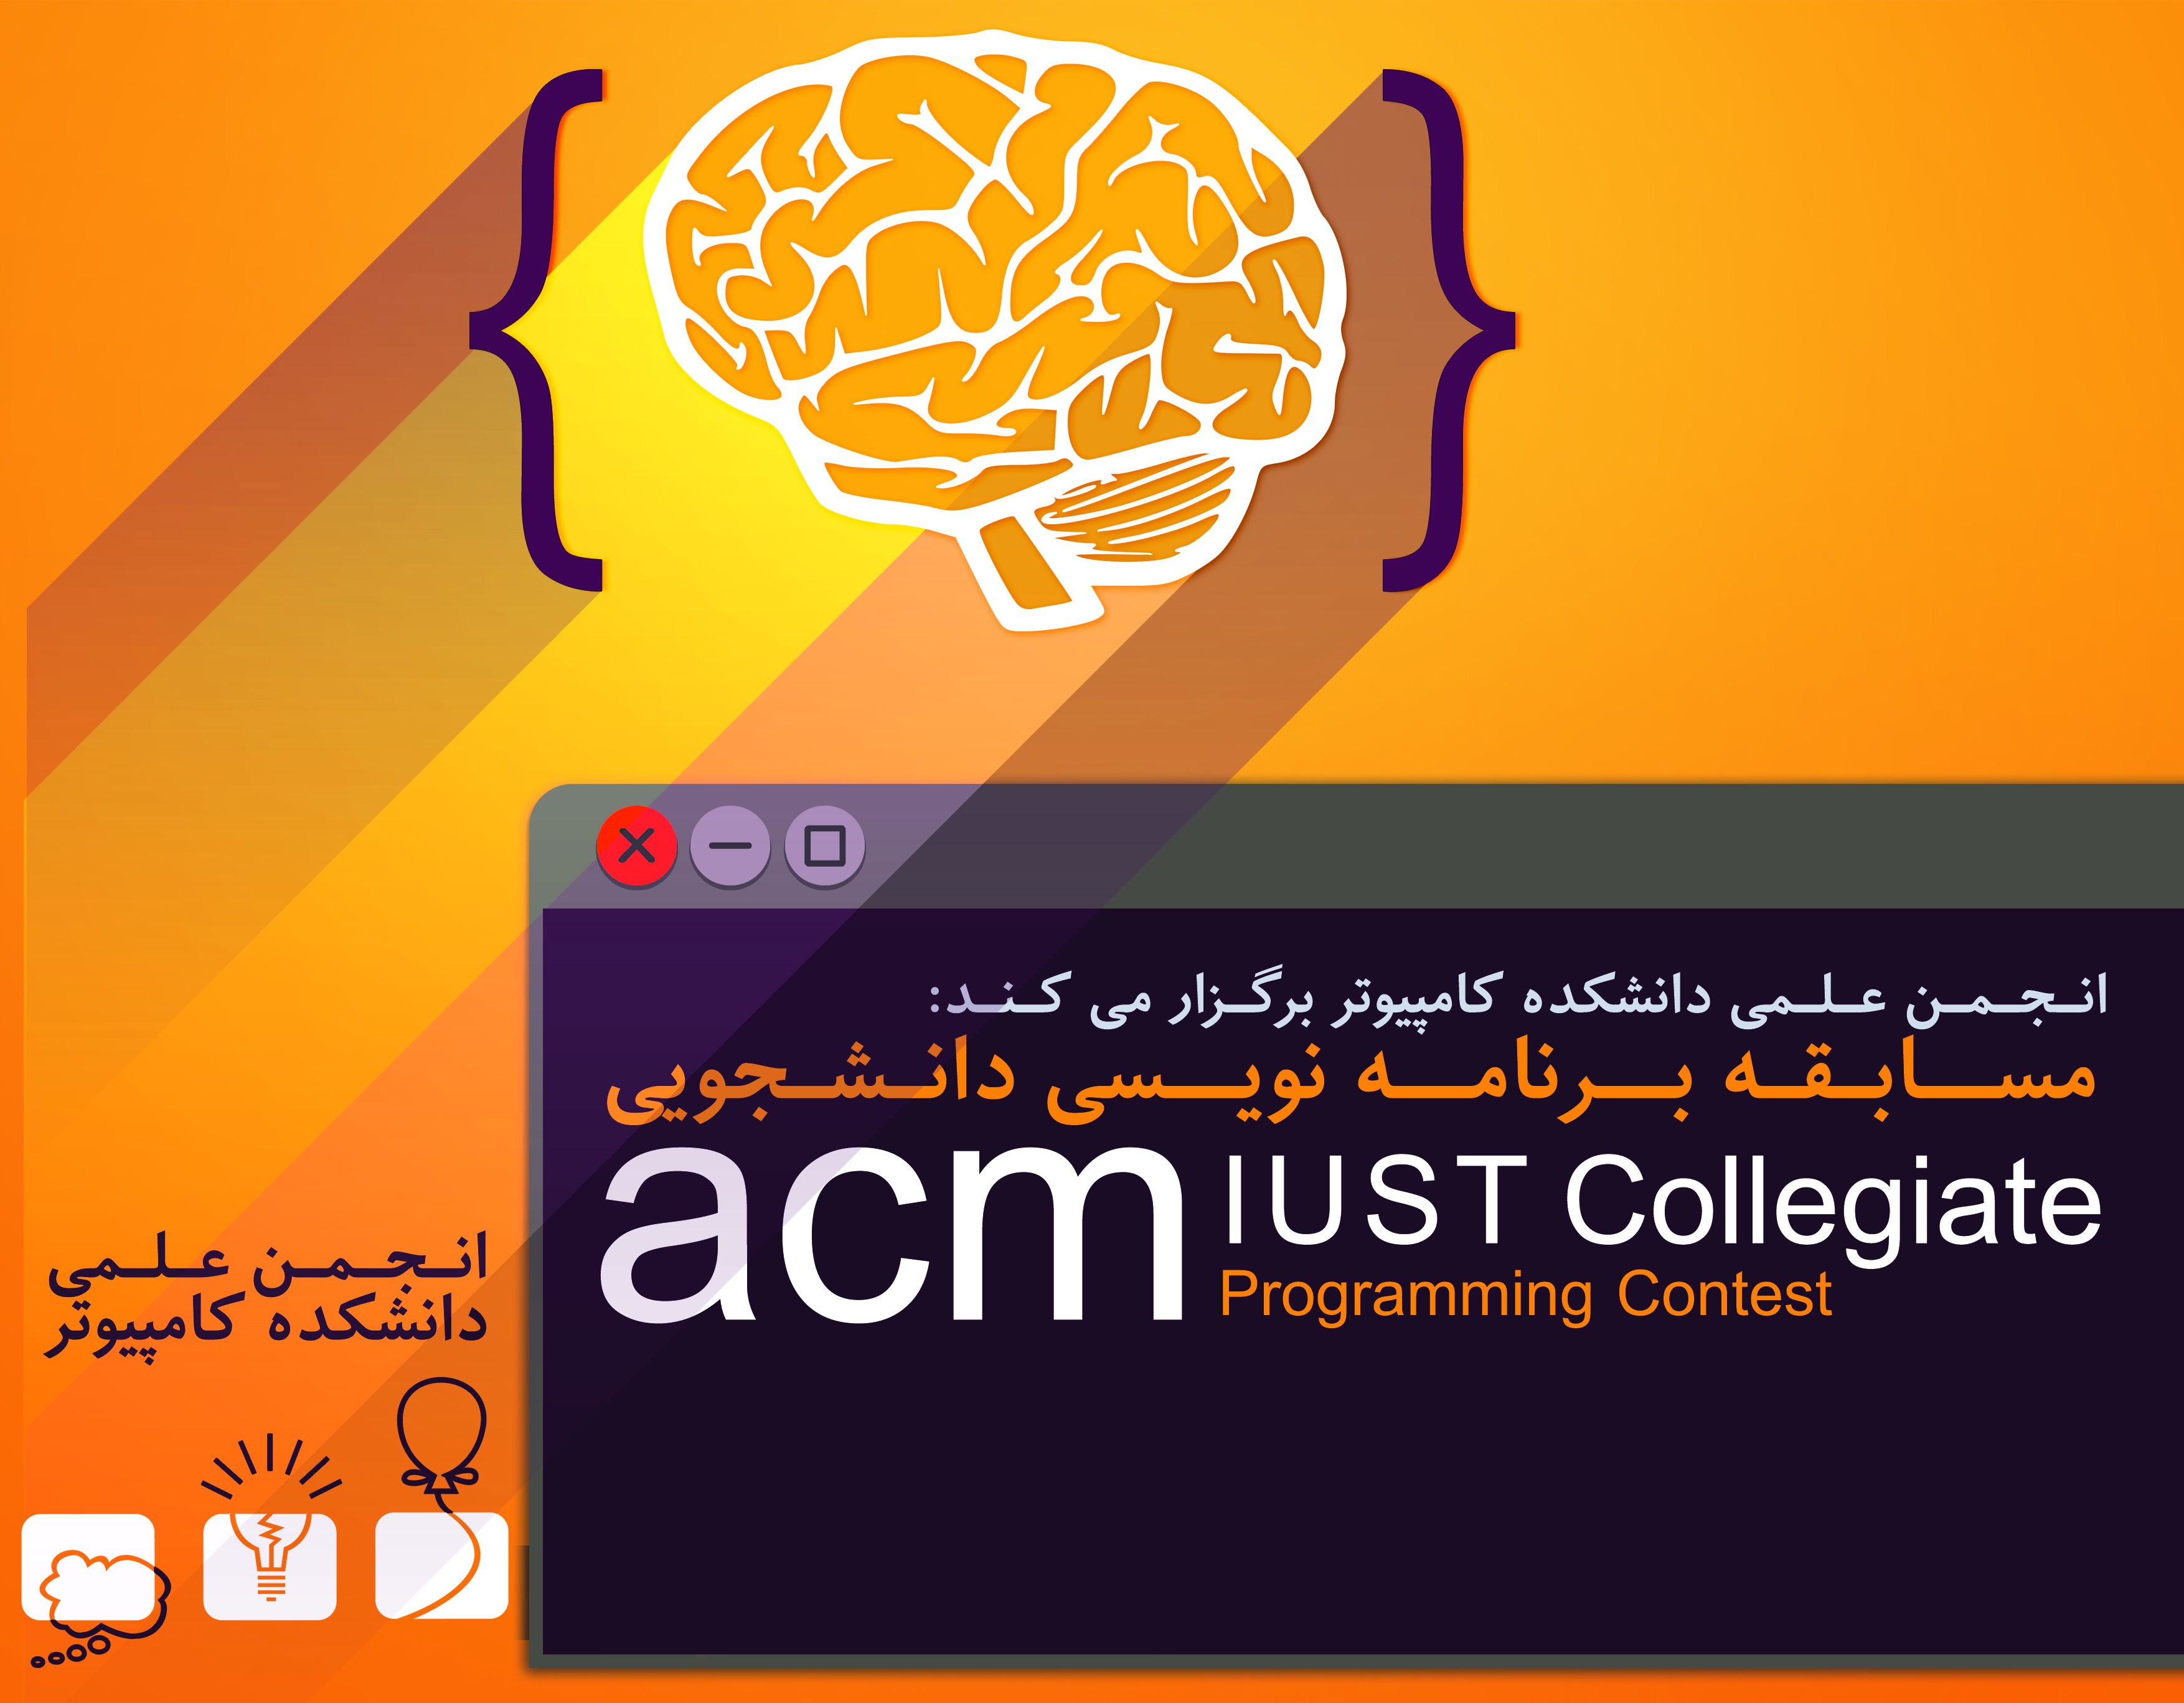 انجمن علمی دانشکده کامپیوتر برگزار می کند:
مسابقه برنامه نویسی دانشجویی
acm IUST Collegiate
Programming Contest
انجمن علمی
دانشکده کامپیوتر